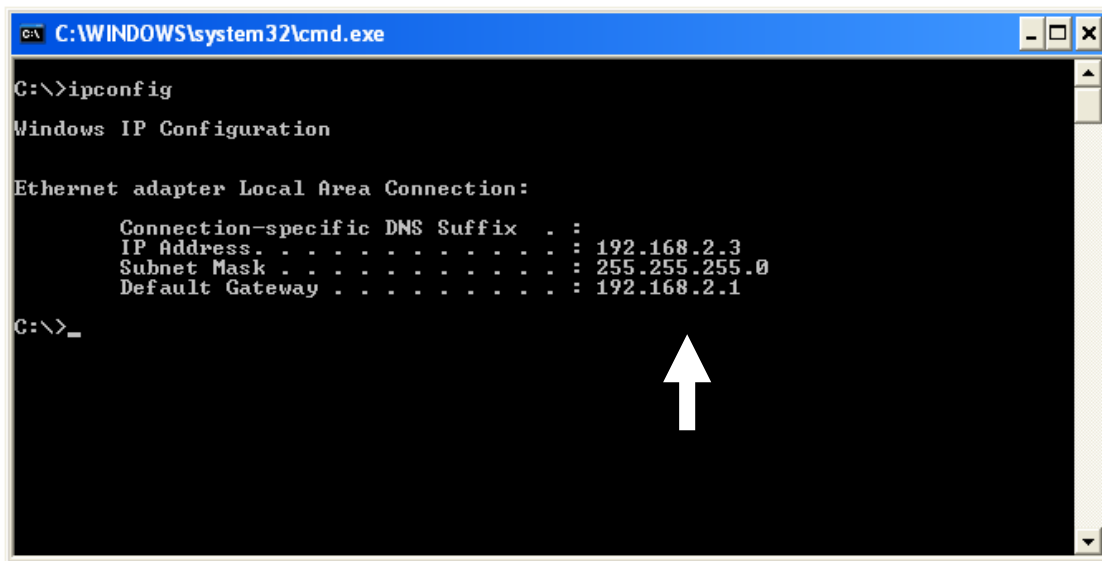 C:\WINDOWS\system32\cmd.exe
C:\>ipconfig
Windows IP Configuration
Ethernet adapter Local Area Connection:
Connection-specific DNS Suffix . :
IP Address. . . . . . . . . . . . : 192.168.2.3
Subnet Mask . . . . . . . . . . . : 255.255.255.0
Default Gateway . . . . . . . . . : 192.168.2.1
C:\>_